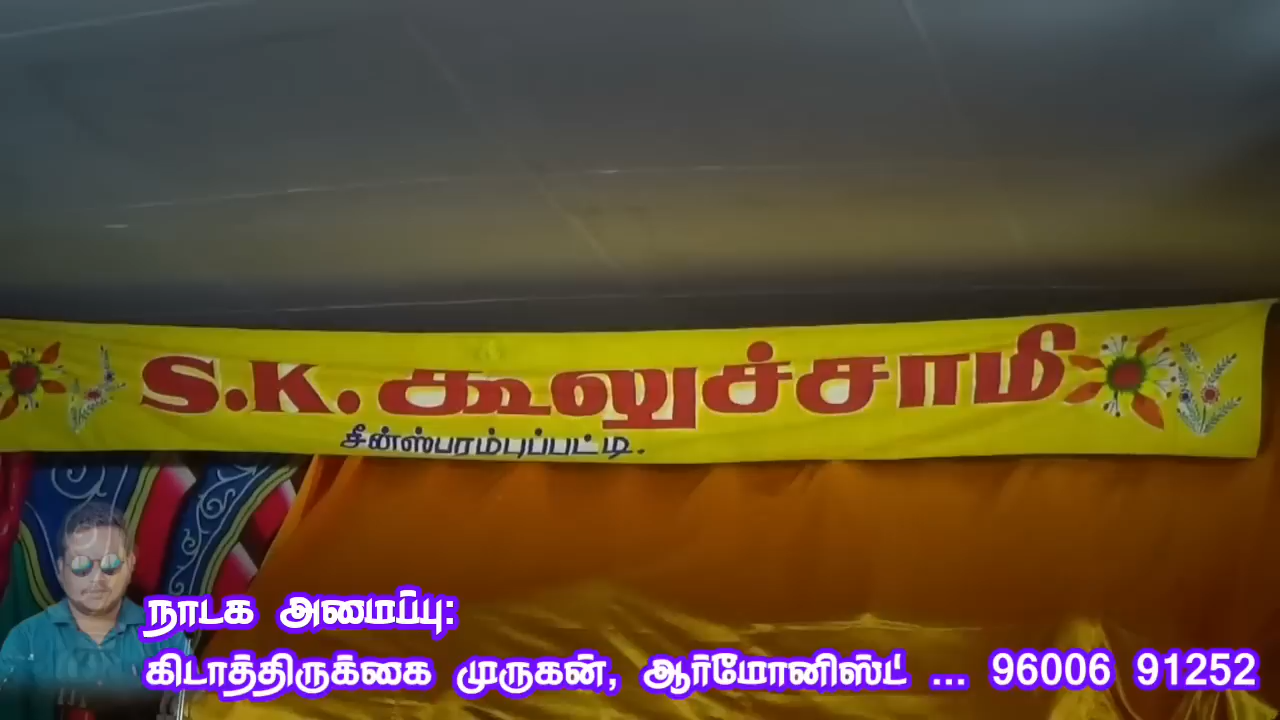 S.K. கூலுச்சாமி
சீன்ஸ்பரம்புப்பட்டி.
நாடக அமைப்பு:
கிடாத்திருக்கை முருகன், ஆர்மோனிஸ்ட் ... 96006 91252